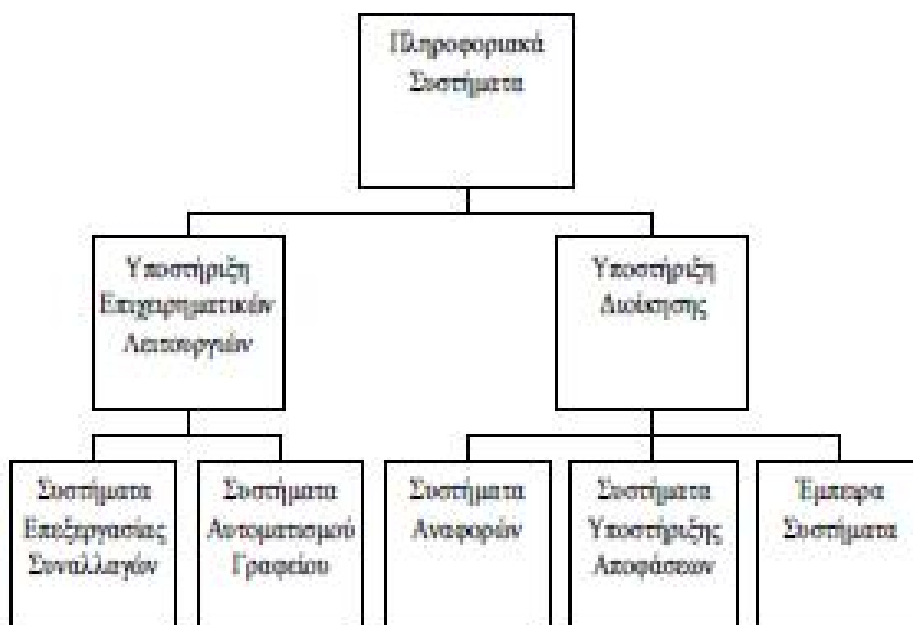 Πληροφοριακά
Συστήματα
Υποστήριξη
Επιχειρηματικών
Λειτουργιών
Υποστήριξη
Διοίκησης
Συστήματα
Επεξεργασίας
Συναλλαγών
Συστήματα
Αυτοματισμού
Γραφείου
Συστήματα
Αναφορών
Συστήματα
Υποστήριξης
Αποφάσεων
Έμπειρα
Συστήματα